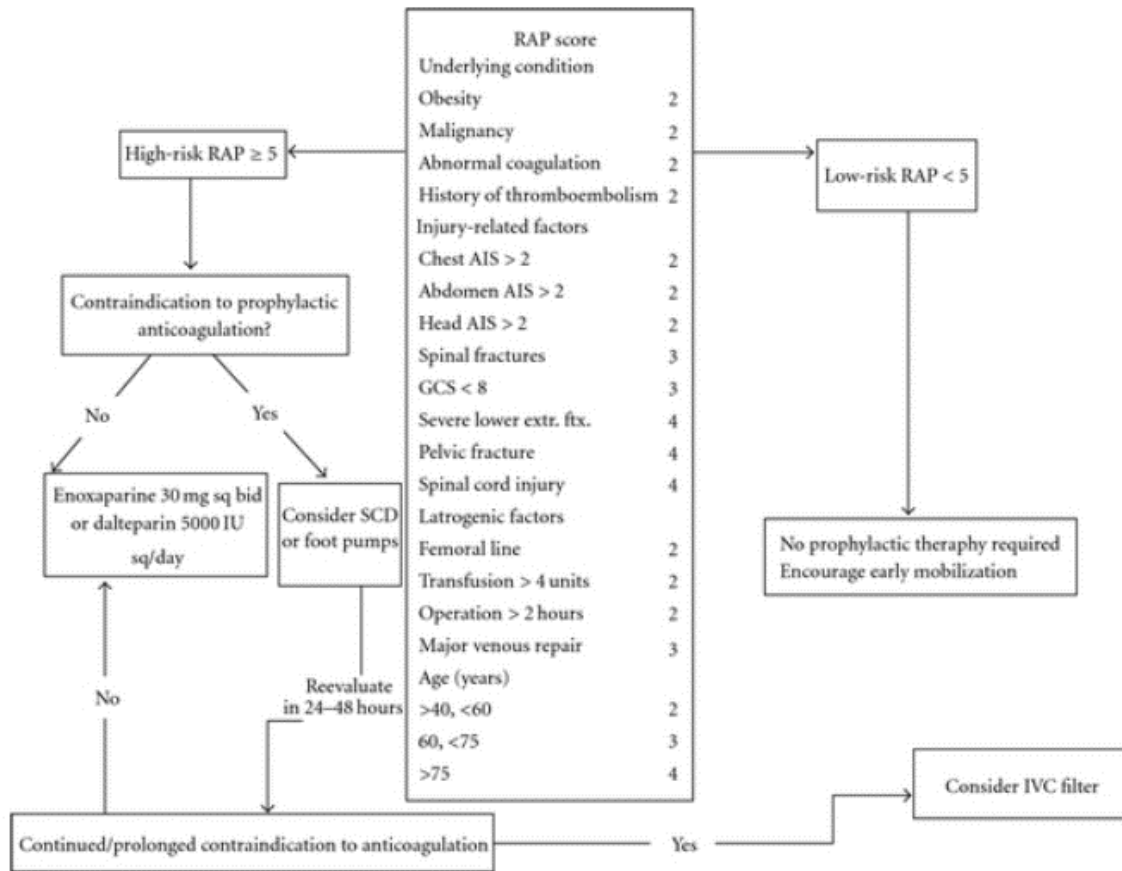 RAP score
Underlying condition
Obesity 2
Malignancy 2
Abnormal coagulation 2
History of thromboembolism 2
Injury-related factors
Chest AIS > 2 2
Abdomen AIS > 2 2
Head AIS > 2 2
Spinal fractures 3
GCS < 8 3
Severe lower extr. ftx. 4
Pelvic fracture 4
Spinal cord injury 4
Latrogenic factors
Femoral line 2
Transfusion > 4 units 2
Operation > 2 hours 2
Major venous repair 3
Age (years)
>40, <60 2
60, <75 3
>75 4
High-risk RAP ≥ 5
Contraindication to prophylactic
anticoagulation?
No
Yes
Enoxaparine 30 mg sq bid
or dalteparin 5000 IU
sq/day
Consider SCD
or foot pumps
Reevaluate
in 24–48 hours
No
Continued/prolonged contraindication to anticoagulation
Yes
Consider IVC filter
Low-risk RAP < 5
No prophylactic theraphy required
Encourage early mobilization